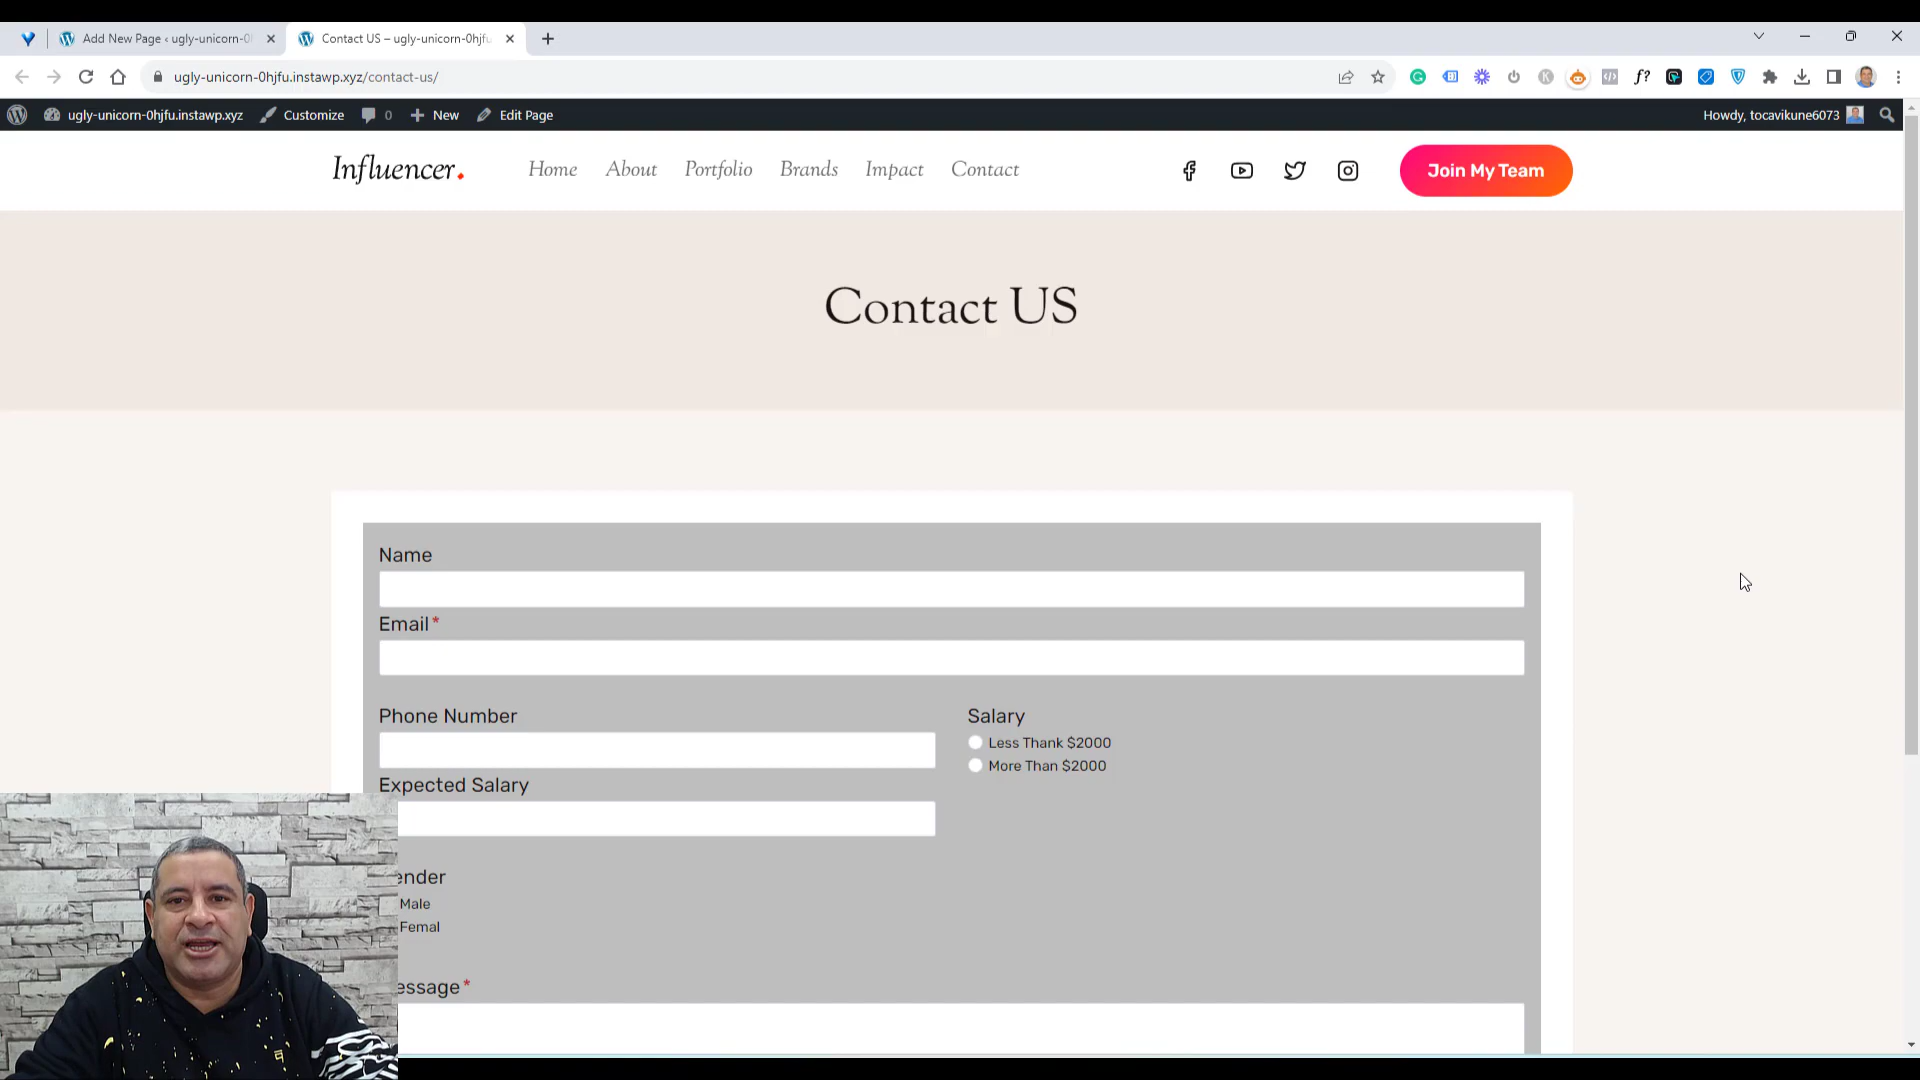 Add New Page ‹ ugly-unicorn-0
Contact US – ugly-unicorn-0hjfu
ugly-unicorn-0hjfu.instawp.xyz/contact-us/
ugly-unicorn-0hjfu.instawp.xyz
Customize
0
New
Edit Page
Howdy, tocavikune6073
Influencer.
Home
About
Portfolio
Brands
Impact
Contact
Join My Team
Contact US
Name
Email*
Phone Number
Salary
Less Thank $2000
More Than $2000
Expected Salary
ender
Male
Femal
essage*